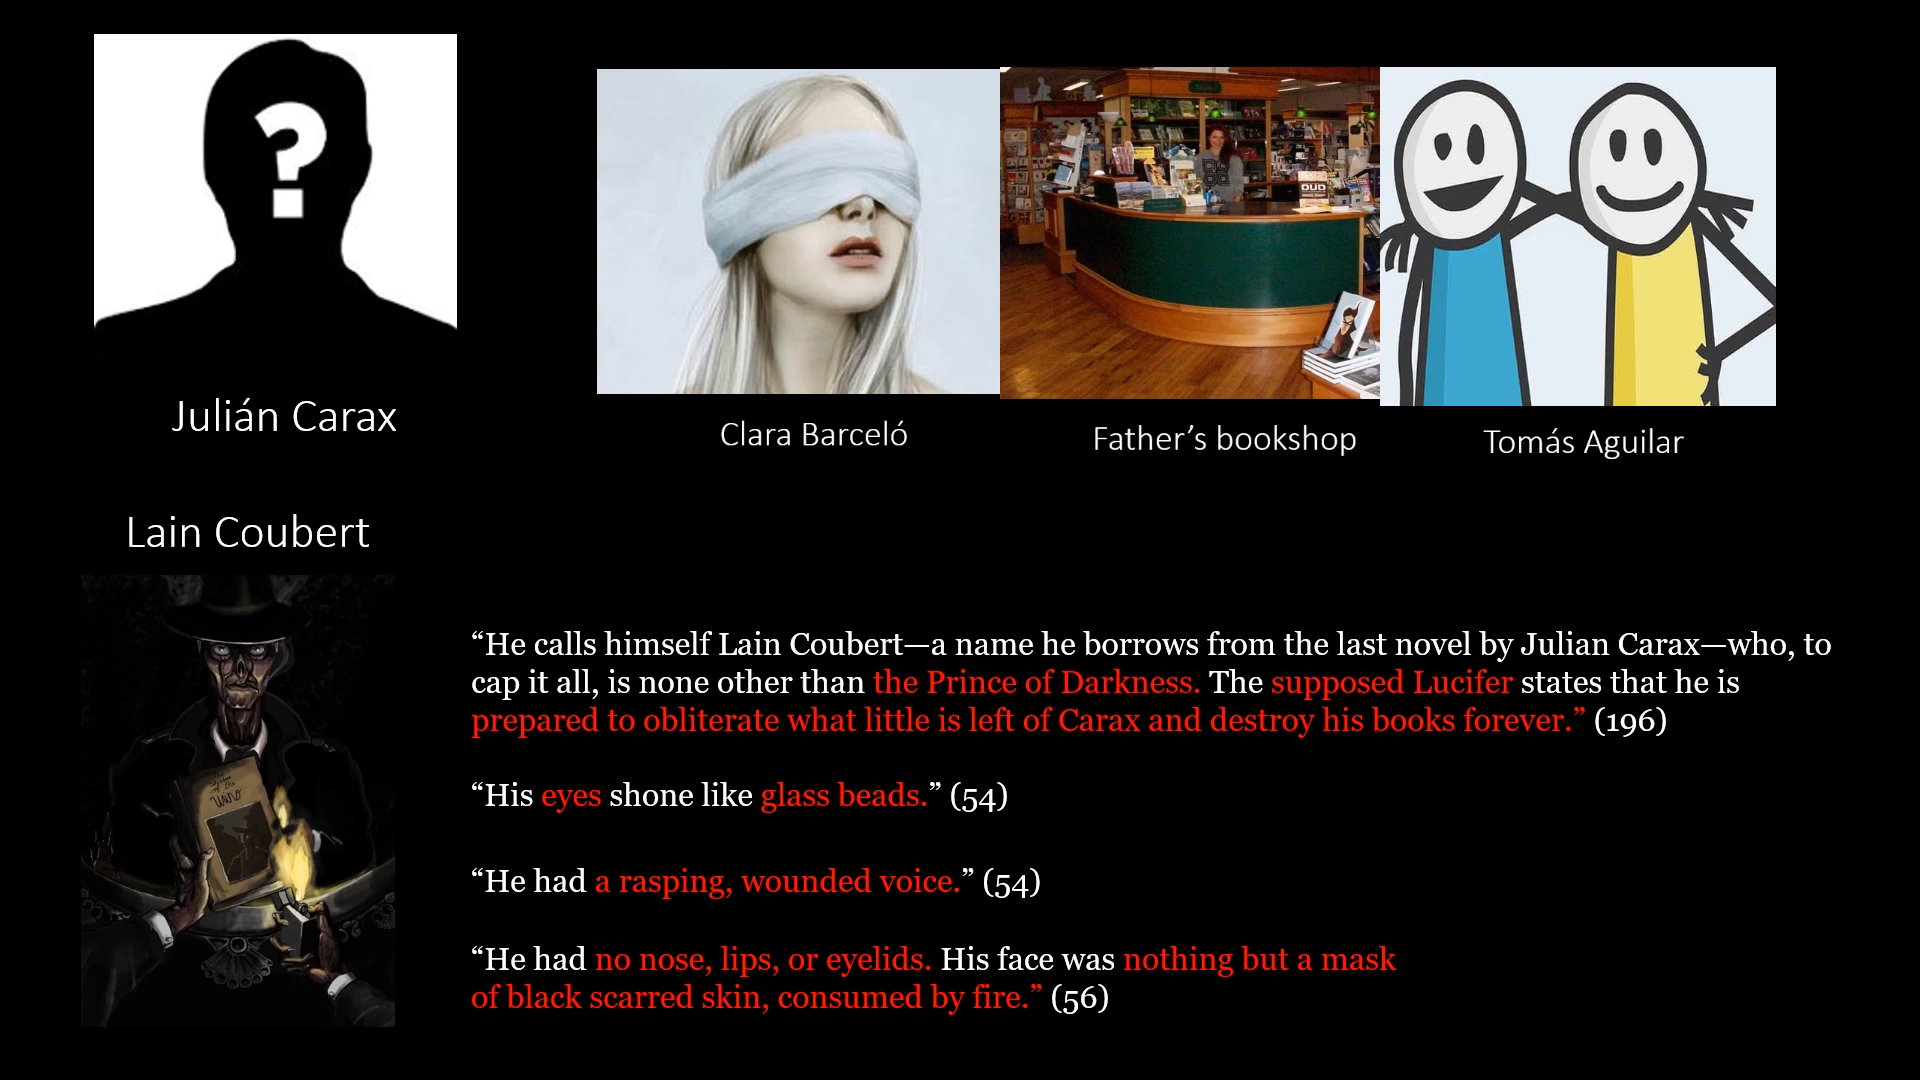 ?
Julián Carax
DUD
Clara Barceló
Father’s bookshop
Tomás Aguilar
Lain Coubert
the
of the
“He calls himself Lain Coubert—a name he borrows from the last novel by Julian Carax—who, to
cap it all, is none other than the Prince of Darkness. The supposed Lucifer states that he is
prepared to obliterate what little is left of Carax and destroy his books forever.” (196)
“His eyes shone like glass beads.” (54)
“He had a rasping, wounded voice.” (54)
“He had no nose, lips, or eyelids. His face was nothing but a mask
of black scarred skin, consumed by fire.” (56)